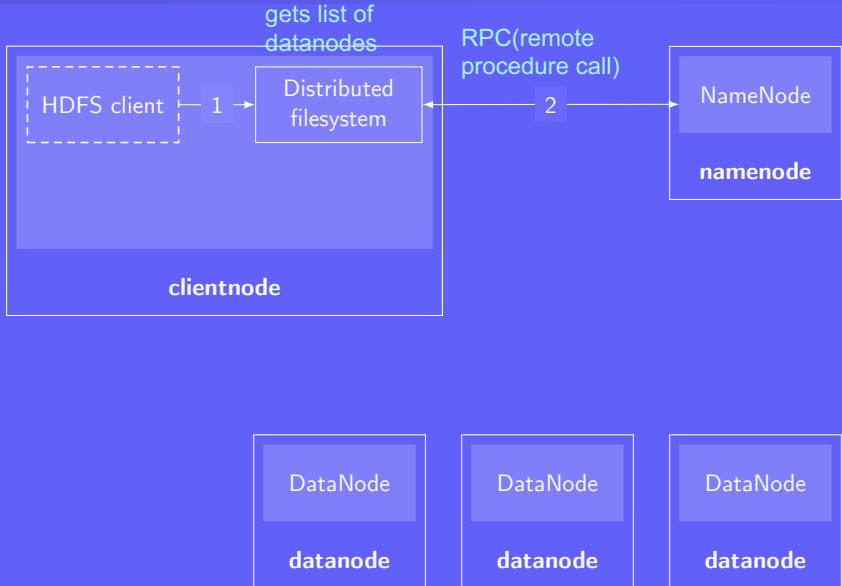 gets list of
datanodes
RPC(remote
procedure call)
HDFS client
1
Distributed
filesystem
2
NameNode
namenode
clientnode
DataNode
DataNode
DataNode
datanode
datanode
datanode